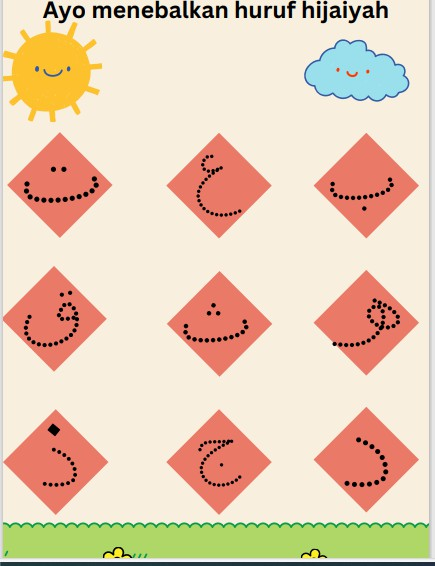 Ayo menebalkan huruf hijaiyah
ب ع ت
و ث ق
د ج ذ